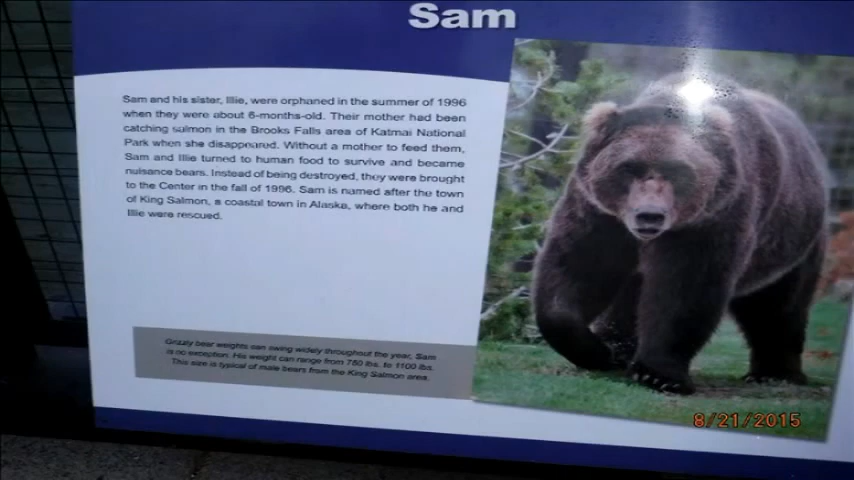 Sam
Sam and his sister, Illie, were orphaned in the summer of 1996
when they were about 6-months-old. Their mother had been
catching salmon in the Brooks Falls area of Katmai National
Park when she disappeared. Without a mother to feed them,
Sam and Illie turned to human food to survive and became
nuisance bears. Instead of being destroyed, they were brought
to the Center in the fall of 1996. Sam is named after the town
of King Salmon, a coastal town in Alaska, where both he and
Illie were rescued.
Grizzly bear weights can swing widely throughout the year, Sam
is no exception. His weight can range from 780 lbs. to 1100 lbs.
This size is typical of male bears from the King Salmon area.
8/21/2015